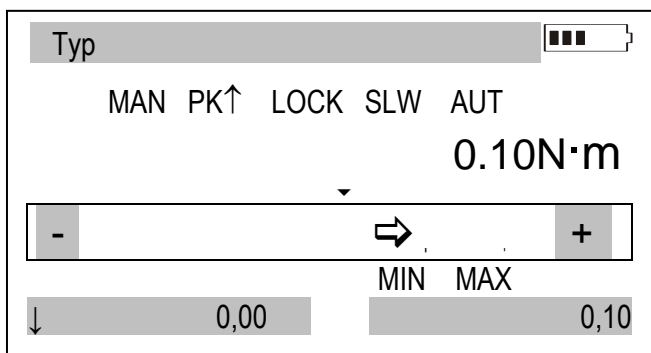 Typ
MAN PK↑ LOCK SLW AUT
0.10N·m
- +
MIN MAX
↓ 0,00 0,10